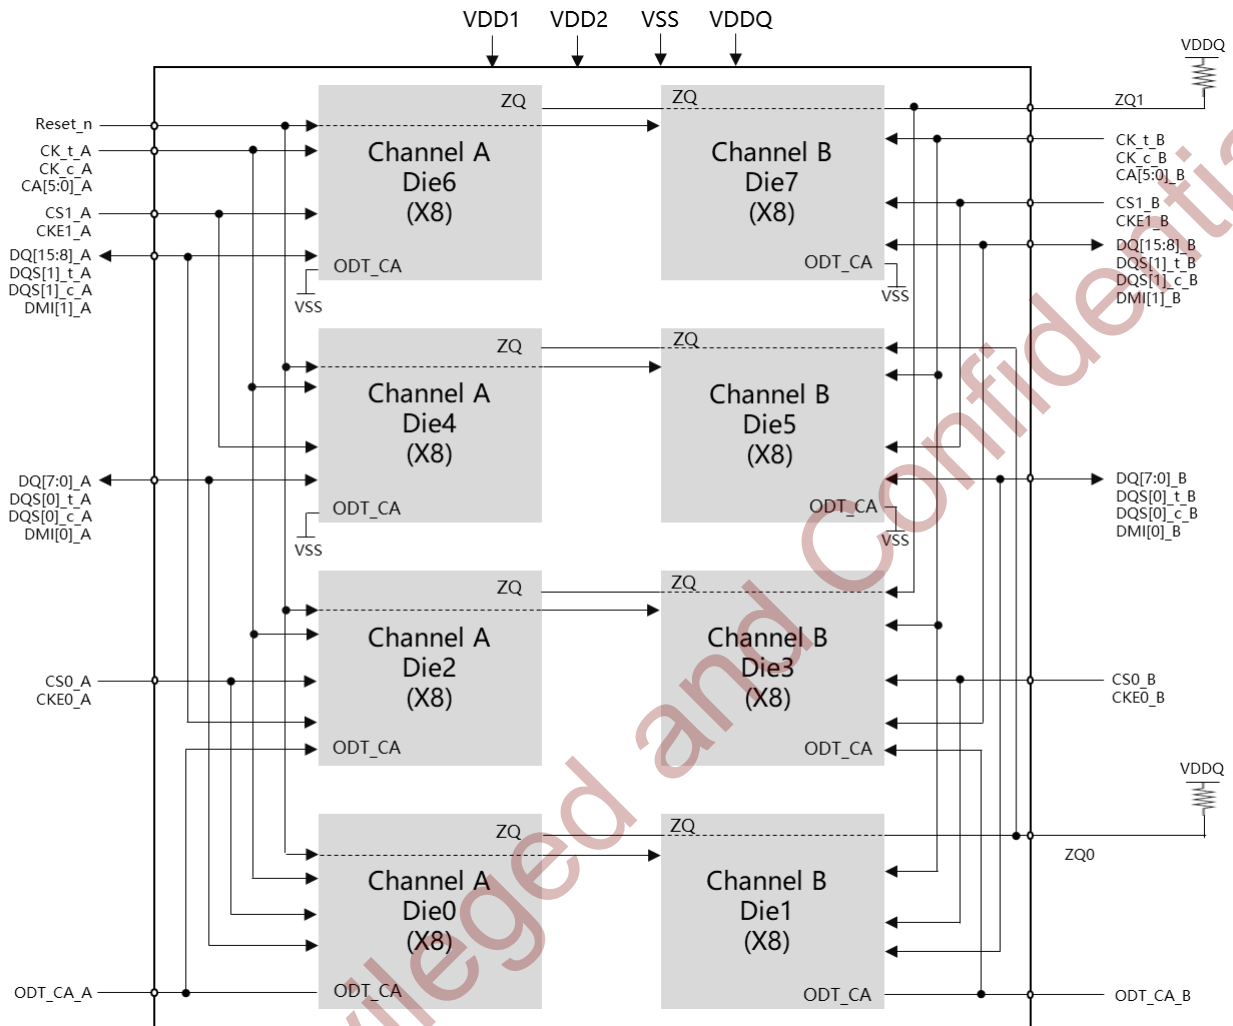 VDD1 VDD2 VSS VDDQ
VDDQ
ZQ ZQ ZQ1
Reset_n
CK_t_A
CK_c_A
CA[5:0]_A
CS1_A
CKE1_A
DQ[15:8]_A
DQS[1]_t_A
DQS[1]_c_A
DMI[1]_A
Channel A
Die6
(X8)
ODT_CA
VSS
Channel B
Die7
(X8)
ODT_CA
VSS
CK_t_B
CK_c_B
CA[5:0]_B
CS1_B
CKE1_B
DQ[15:8]_B
DQS[1]_t_B
DQS[1]_c_B
DMI[1]_B
ZQ ZQ
Channel A
Die4
(X8)
ODT_CA
VSS
Channel B
Die5
(X8)
ODT_CA
VSS
DQ[7:0]_A
DQS[0]_t_A
DQS[0]_c_A
DMI[0]_A
DQ[7:0]_B
DQS[0]_t_B
DQS[0]_c_B
DMI[0]_B
ZQ ZQ
Channel A
Die2
(X8)
ODT_CA
Channel B
Die3
(X8)
ODT_CA
CS0_A
CKE0_A
CS0_B
CKE0_B
VDDQ
ZQ ZQ
ZQ0
Channel A
Die0
(X8)
ODT_CA
Channel B
Die1
(X8)
ODT_CA
ODT_CA_A
ODT_CA_B
vileged and Confidentia